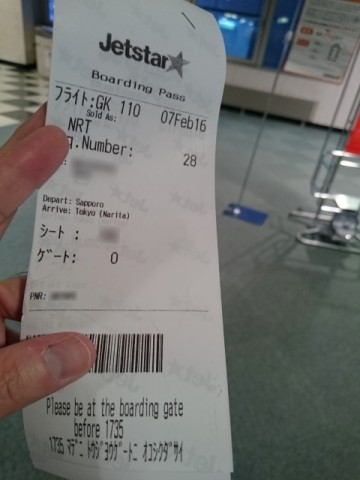 Jetstar
Boarding Pass
フライト:GK 110 07Feb16
Sold As:
NRT
q.Number: 28
Depart: Sapporo
Arrive: Tokyo (Narita)
シート :
ゲート: 0
PNR:
Please be at the boarding gate
before 1735
1735 マデニ トウジョウゲートニ オコシクダサイ